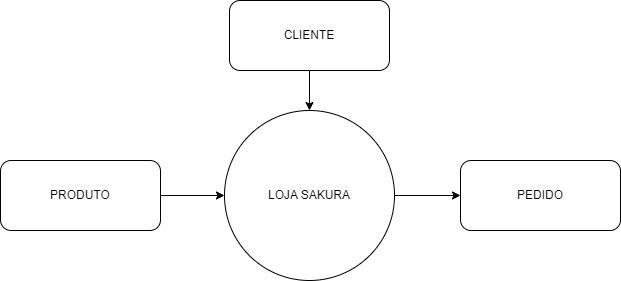 CLIENTE
PRODUTO
LOJA SAKURA
PEDIDO